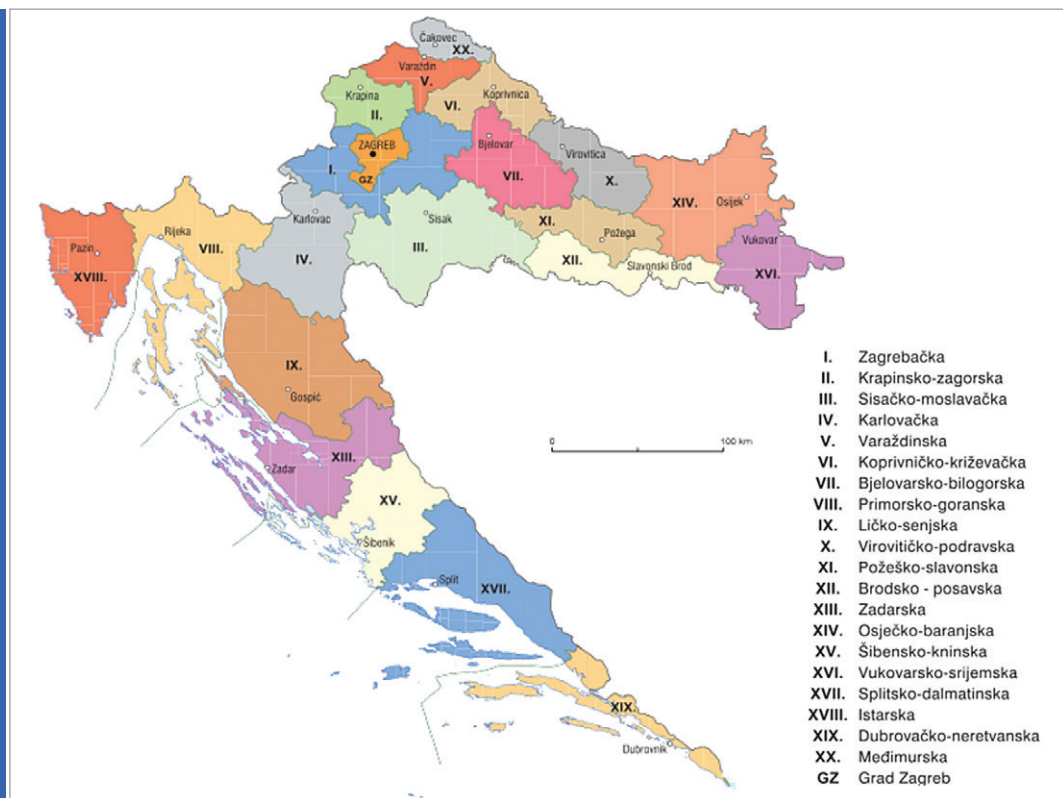 Čakovec
XX.
Varaždin
V.
Krapina
II.
Koprivnica
VI.
ZAGREB
GZ
I.
Bjelovar
VII.
Virovitica
X.
XIV.
Osijek
Karlovac
IV.
Sisak
III.
XI.
Požega
XII.
Slavonski Brod
Vukovar
XVI.
Rijeka
VIII.
Pazin
XVIII.
IX.
Gospić
XIII.
Zadar
XV.
Šibenik
Split
XVII.
XIX.
Dubrovnik
0 100 km
I. Zagrebačka
II. Krapinsko-zagorska
III. Sisačko-moslavačka
IV. Karlovačka
V. Varaždinska
VI. Koprivničko-križevačka
VII. Bjelovarsko-bilogorska
VIII. Primorsko-goranska
IX. Ličko-senjska
X. Virovitičko-podravska
XI. Požeško-slavonska
XII. Brodsko - posavska
XIII. Zadarska
XIV. Osječko-baranjska
XV. Šibensko-kninska
XVI. Vukovarsko-srijemska
XVII. Splitsko-dalmatinska
XVIII. Istarska
XIX. Dubrovačko-neretvanska
XX. Međimurska
GZ Grad Zagreb